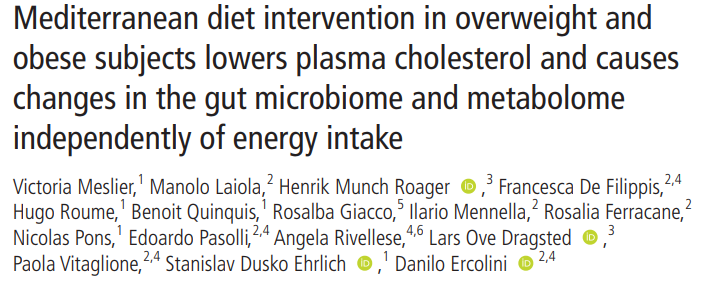 Mediterranean diet intervention in overweight and
obese subjects lowers plasma cholesterol and causes
changes in the gut microbiome and metabolome
independently of energy intake
Victoria Meslier,1 Manolo Laiola,2 Henrik Munch Roager iD ,3 Francesca De Filippis,2,4
Hugo Roume,1 Benoit Quinquis,1 Rosalba Giacco,5 Ilario Mennella,2 Rosalia Ferracane,2
Nicolas Pons,1 Edoardo Pasolli,2,4 Angela Rivellese,4,6 Lars Ove Dragsted iD ,3
Paola Vitaglione,2,4 Stanislav Dusko Ehrlich iD ,1 Danilo Ercolini iD 2,4